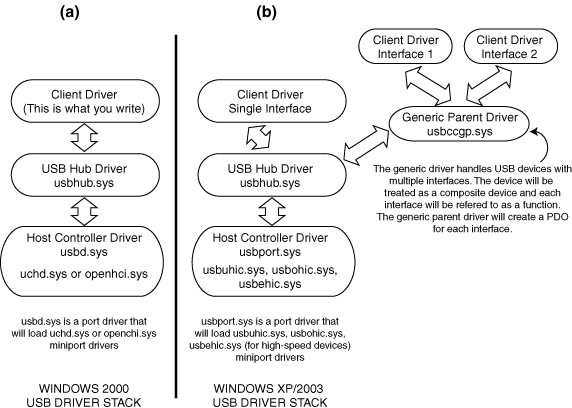 (a)
Client Driver
(This is what you write)
USB Hub Driver
usbhub.sys
Host Controller Driver
usbd.sys
uchd.sys or openhci.sys
usbd.sys is a port driver that
will load uchd.sys or openchi.sys
miniport drivers
WINDOWS 2000
USB DRIVER STACK
(b)
Client Driver
Single Interface
USB Hub Driver
usbhub.sys
Host Controller Driver
usbport.sys
usbuhic.sys, usbohic.sys,
usbehic.sys
usbport.sys is a port driver that
will load usbuhic.sys, usbohic.sys,
usbehic.sys (for high-speed devices)
miniport drivers
WINDOWS XP/2003
USB DRIVER STACK
Client Driver
Interface 1
Client Driver
Interface 2
Generic Parent Driver
usbccgp.sys
The generic driver handles USB devices with
multiple interfaces. The device will be
treated as a composite device and each
interface will be refered to as a function.
The generic parent driver will create a PDO
for each interface.